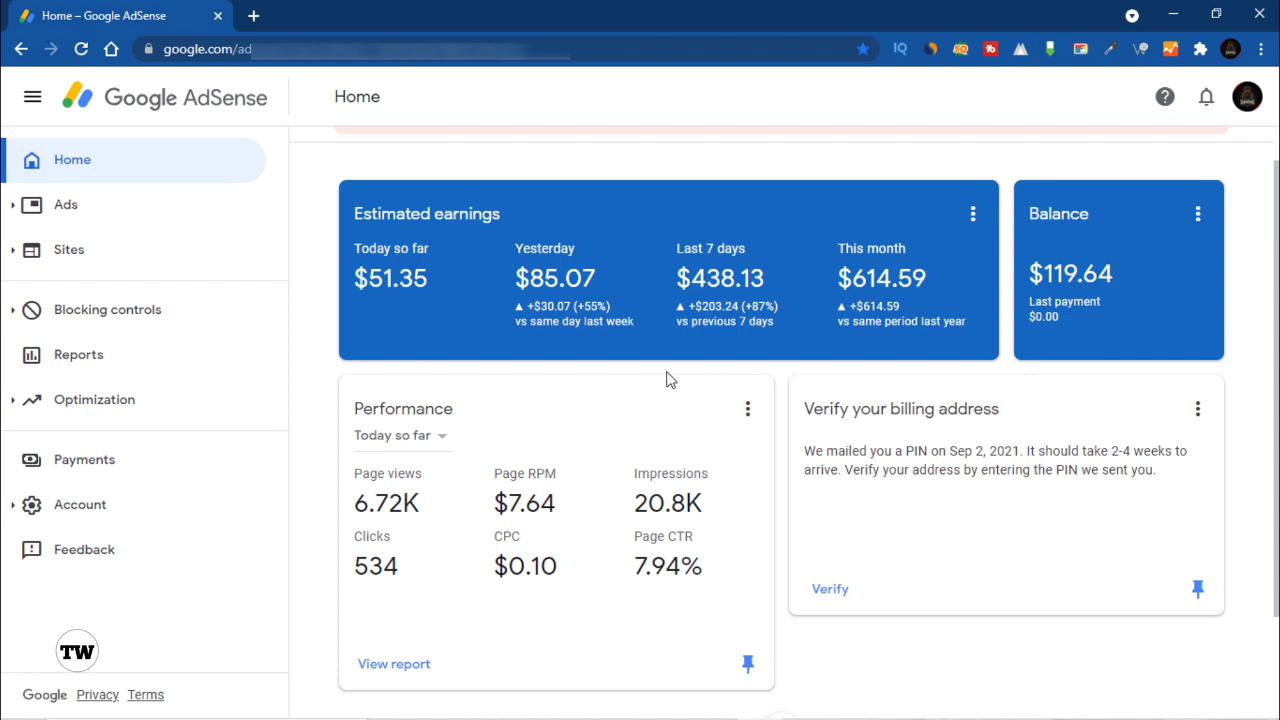 Home – Google AdSense
google.com/ad
Google AdSense
Home
Home
Ads
Sites
Blocking controls
Reports
Optimization
Payments
Account
Feedback
TW
Google Privacy Terms
Estimated earnings
Today so far
$51.35
Yesterday
$85.07
+$30.07 (+55%)
vs same day last week
Last 7 days
$438.13
+$203.24 (+87%)
vs previous 7 days
This month
$614.59
+$614.59
vs same period last year
Balance
$119.64
Last payment
$0.00
Performance
Today so far
Page views
6.72K
Page RPM
$7.64
Impressions
20.8K
Clicks
534
CPC
$0.10
Page CTR
7.94%
View report
Verify your billing address
We mailed you a PIN on Sep 2, 2021. It should take 2-4 weeks to
arrive. Verify your address by entering the PIN we sent you.
Verify